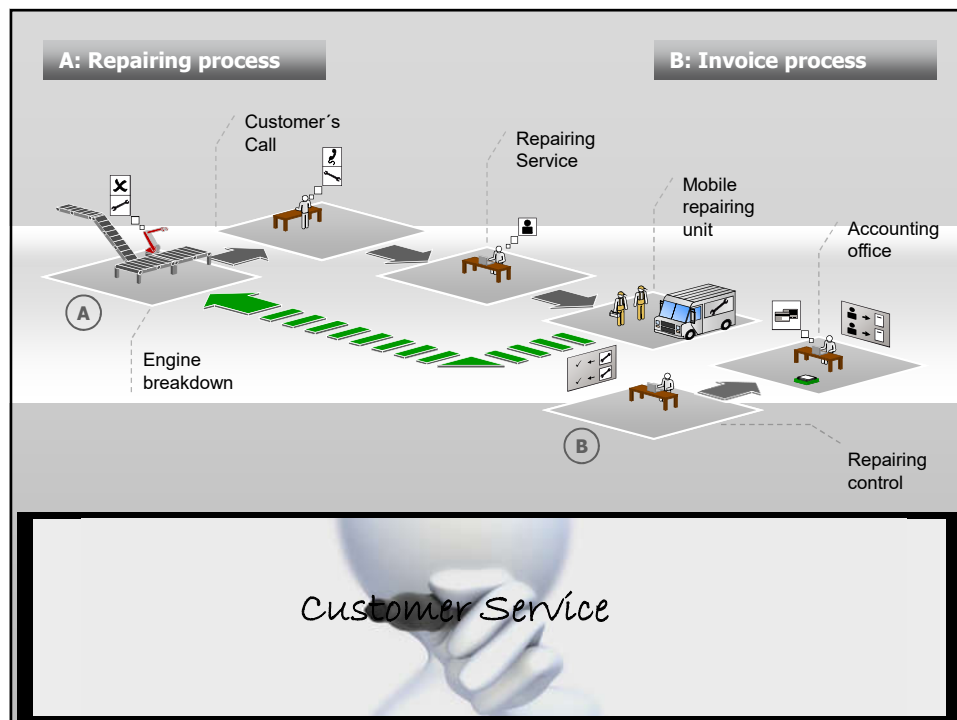 A: Repairing process
B: Invoice process
Customer´s
Call
Repairing
Service
Mobile
repairing
unit
Accounting
office
A
Engine
breakdown
B
Repairing
control
Customer Service